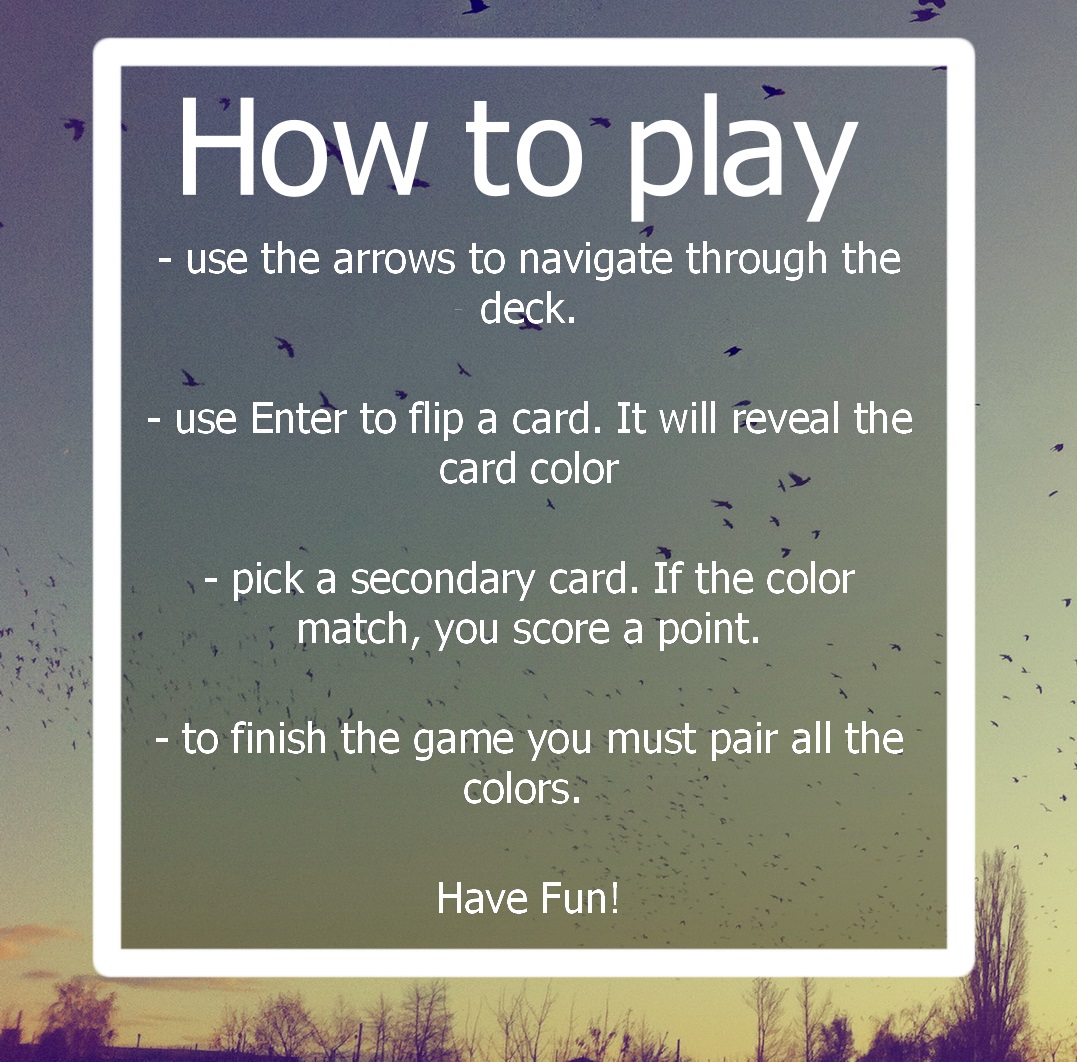 How to play
- use the arrows to navigate through the
deck.
- use Enter to flip a card. It will reveal the
card color
- pick a secondary card. If the color
match, you score a point.
- to finish the game you must pair all the
colors.
Have Fun!